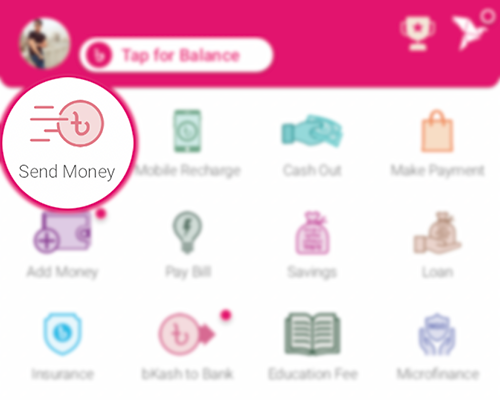 Tap for Balance
Send Money
Mobile Recharge
Cash Out
Make Payment
Add Money
Pay Bill
Savings
Loan
Insurance
bKash to Bank
Education Fee
Microfinance